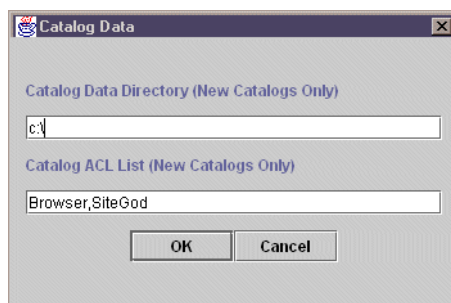 Catalog Data
Catalog Data Directory (New Catalogs Only)
c:\
Catalog ACL List (New Catalogs Only)
Browser,SiteGod
OK Cancel